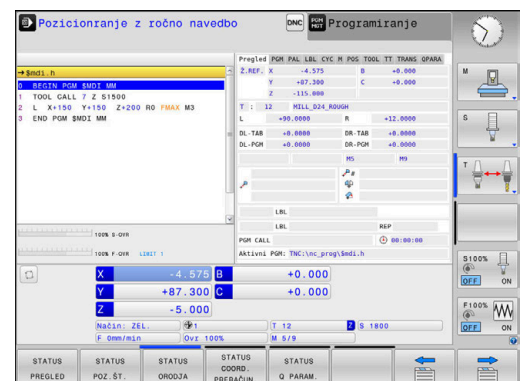 Pozicionranje z ročno navedbo
DNC
PGM MGT
Programiranje
→$mdi.h
0 BEGIN PGM $MDI MM
1 TOOL CALL 7 Z S1500
2 L X+150 Y+150 Z+200 R0 FMAX M3
3 END PGM $MDI MM
100% S-OVR
100% F-OVR LIMIT 1
Pregled PGM PAL LBL CYC M POS TOOL TT TRANS QPARA
Ž.REF. X -4.575 B +0.000
Y +87.300 C +0.000
Z -115.000
T : 12 MILL_D24_ROUGH
L +90.0000 R +12.0000
DL-TAB +0.0000 DR-TAB +0.0000
DL-PGM +0.0000 DR-PGM +0.0000
M5 M9
P #
P
LBL
LBL REP
PGM CALL 00:00:00
Aktivni PGM: TNC:\nc_prog\$mdi.h
X -4.575 B +0.000
Y +87.300 C +0.000
Z -5.000
Način: ŽEL. 1 T 12 Z S 1800
F 0mm/min Ovr 100% M 5/9
M
S
T
S100%
OFF ON
F100%
OFF ON
STATUS PREGLED
STATUS POZ.ŠT.
STATUS ORODJA
STATUS COORD. PRERAČUN.
STATUS Q PARAM.